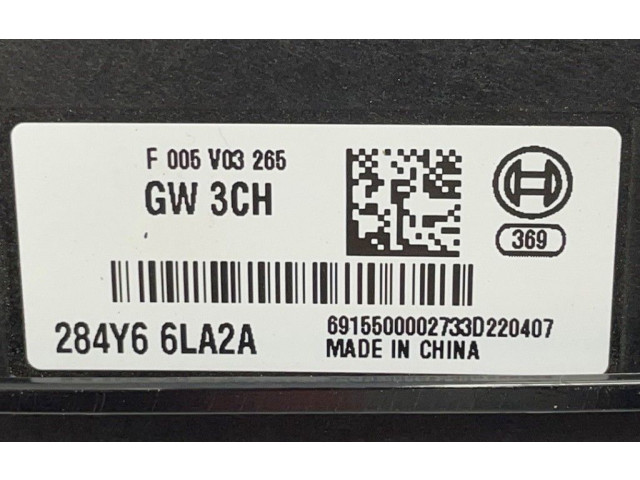 F 005 V03 265
GW 3CH
369
284Y6 6LA2A
6915500002733D220407
MADE IN CHINA